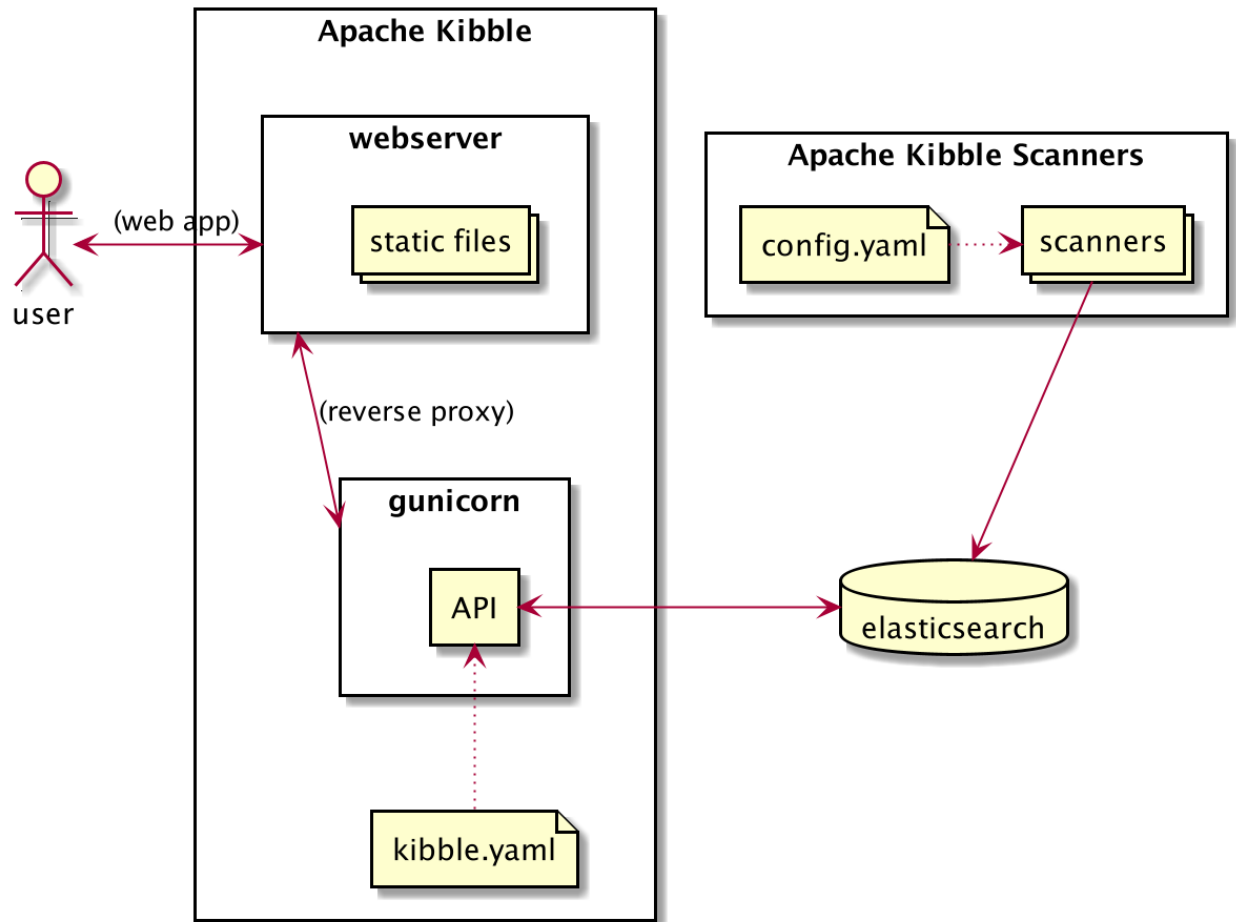 Apache Kibble
webserver
Apache Kibble Scanners
(web app)
static files
config.yaml
scanners
user
(reverse proxy)
gunicorn
API
elasticsearch
kibble.yaml